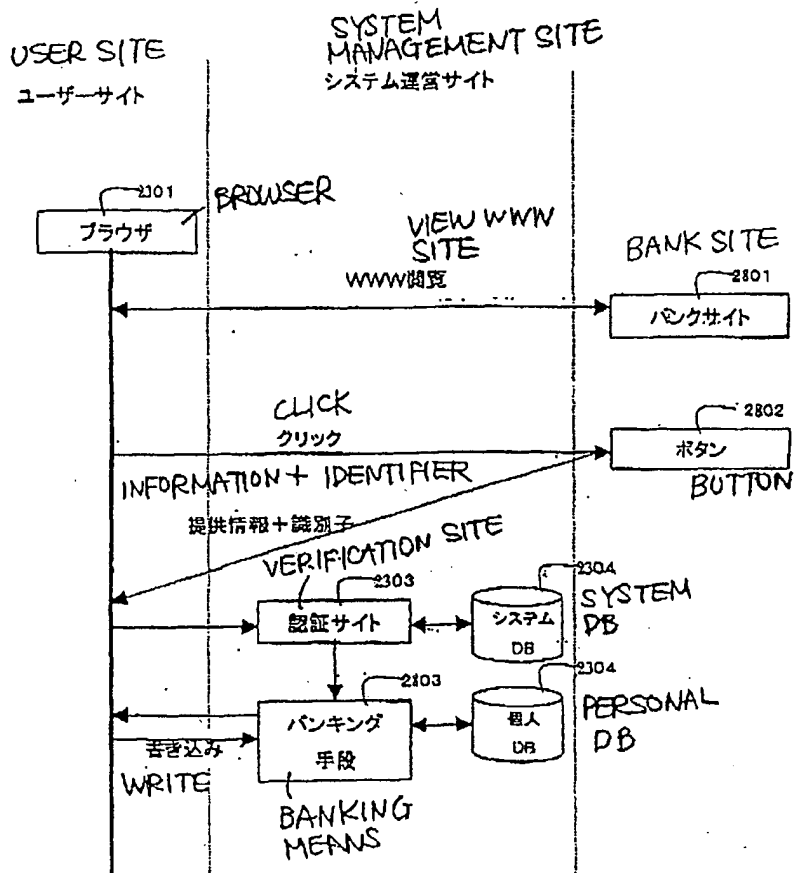 SYSTEM
MANAGEMENT SITE
システム運営サイト
USER SITE
ユーザーサイト
2301
BROWSER
ブラウザ
VIEW WWW
SITE
WWW閲覧
BANK SITE
2801
バンクサイト
CLICK
クリック
2802
ボタン
BUTTON
INFORMATION + IDENTIFIER
提供情報+識別子
VERIFICATION SITE
2303
認証サイト
2304
システム
DB
SYSTEM
DB
2803
バンキング
手段
2304
個人
DB
PERSONAL
DB
書き込み
WRITE
BANKING
MEANS